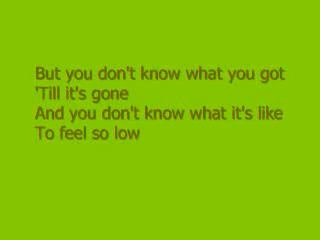 But you don't know what you got
'Till it's gone
And you don't know what it's like
To feel so low